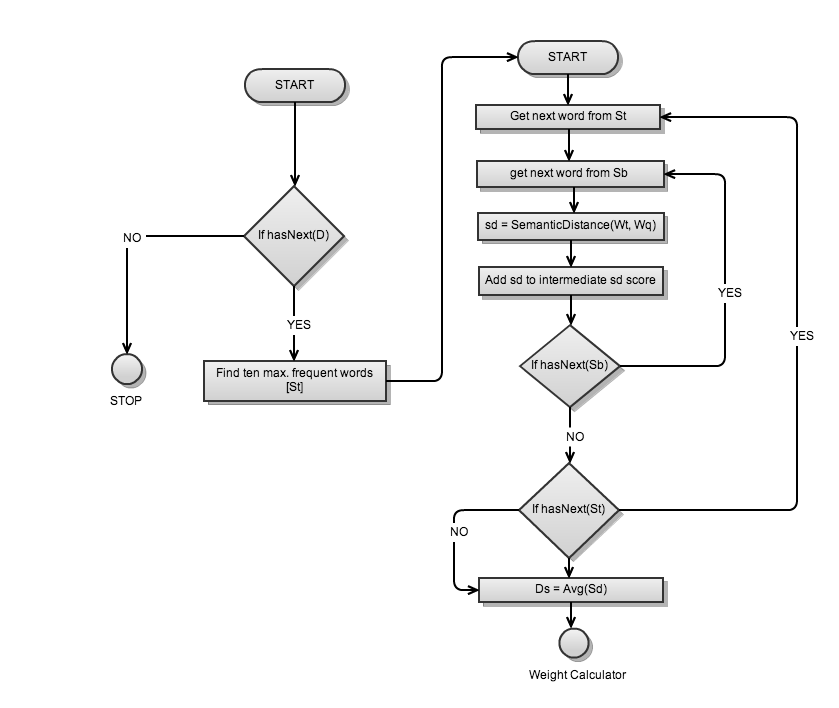 START
If hasNext(D)
NO
YES
STOP
Find ten max. frequent words
[St]
START
Get next word from St
get next word from Sb
sd = SemanticDistance(Wt, Wq)
Add sd to intermediate sd score
YES
If hasNext(Sb)
YES
NO
If hasNext(St)
NO
Ds = Avg(Sd)
Weight Calculator